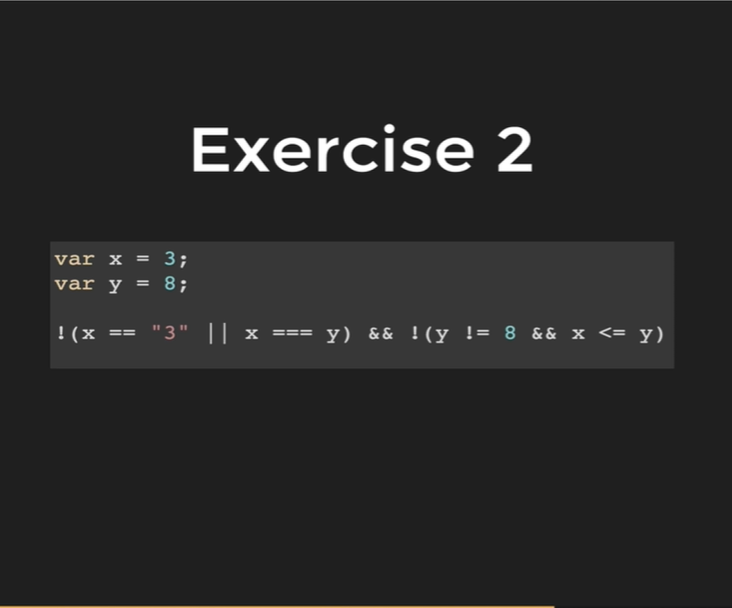 Exercise 2
var x = 3;
var y = 8;
!(x == "3" || x === y) && !(y != 8 && x <= y)